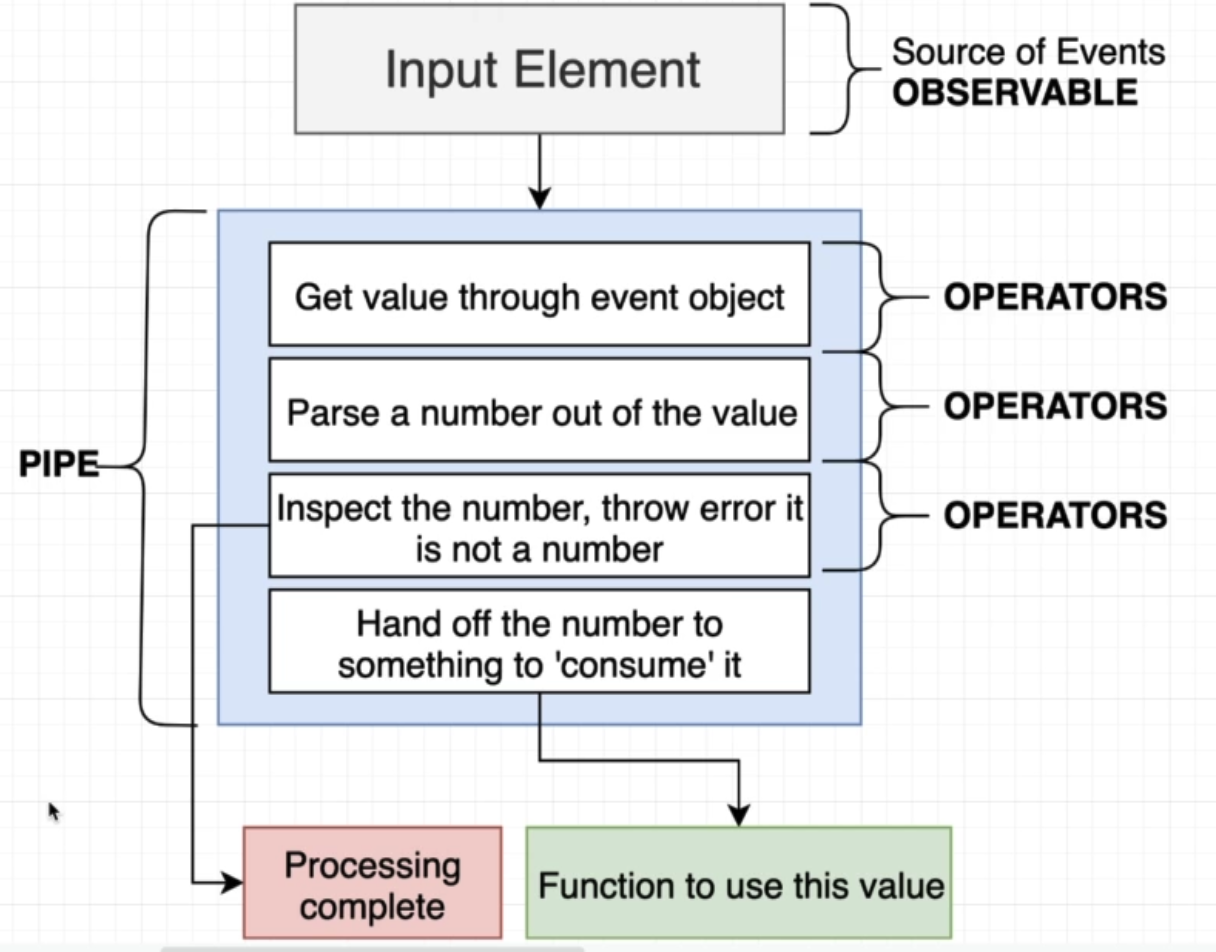 Input Element
Source of Events
OBSERVABLE
Get value through event object
OPERATORS
Parse a number out of the value
OPERATORS
PIPE
Inspect the number, throw error it
is not a number
OPERATORS
Hand off the number to
something to 'consume' it
Processing
complete
Function to use this value